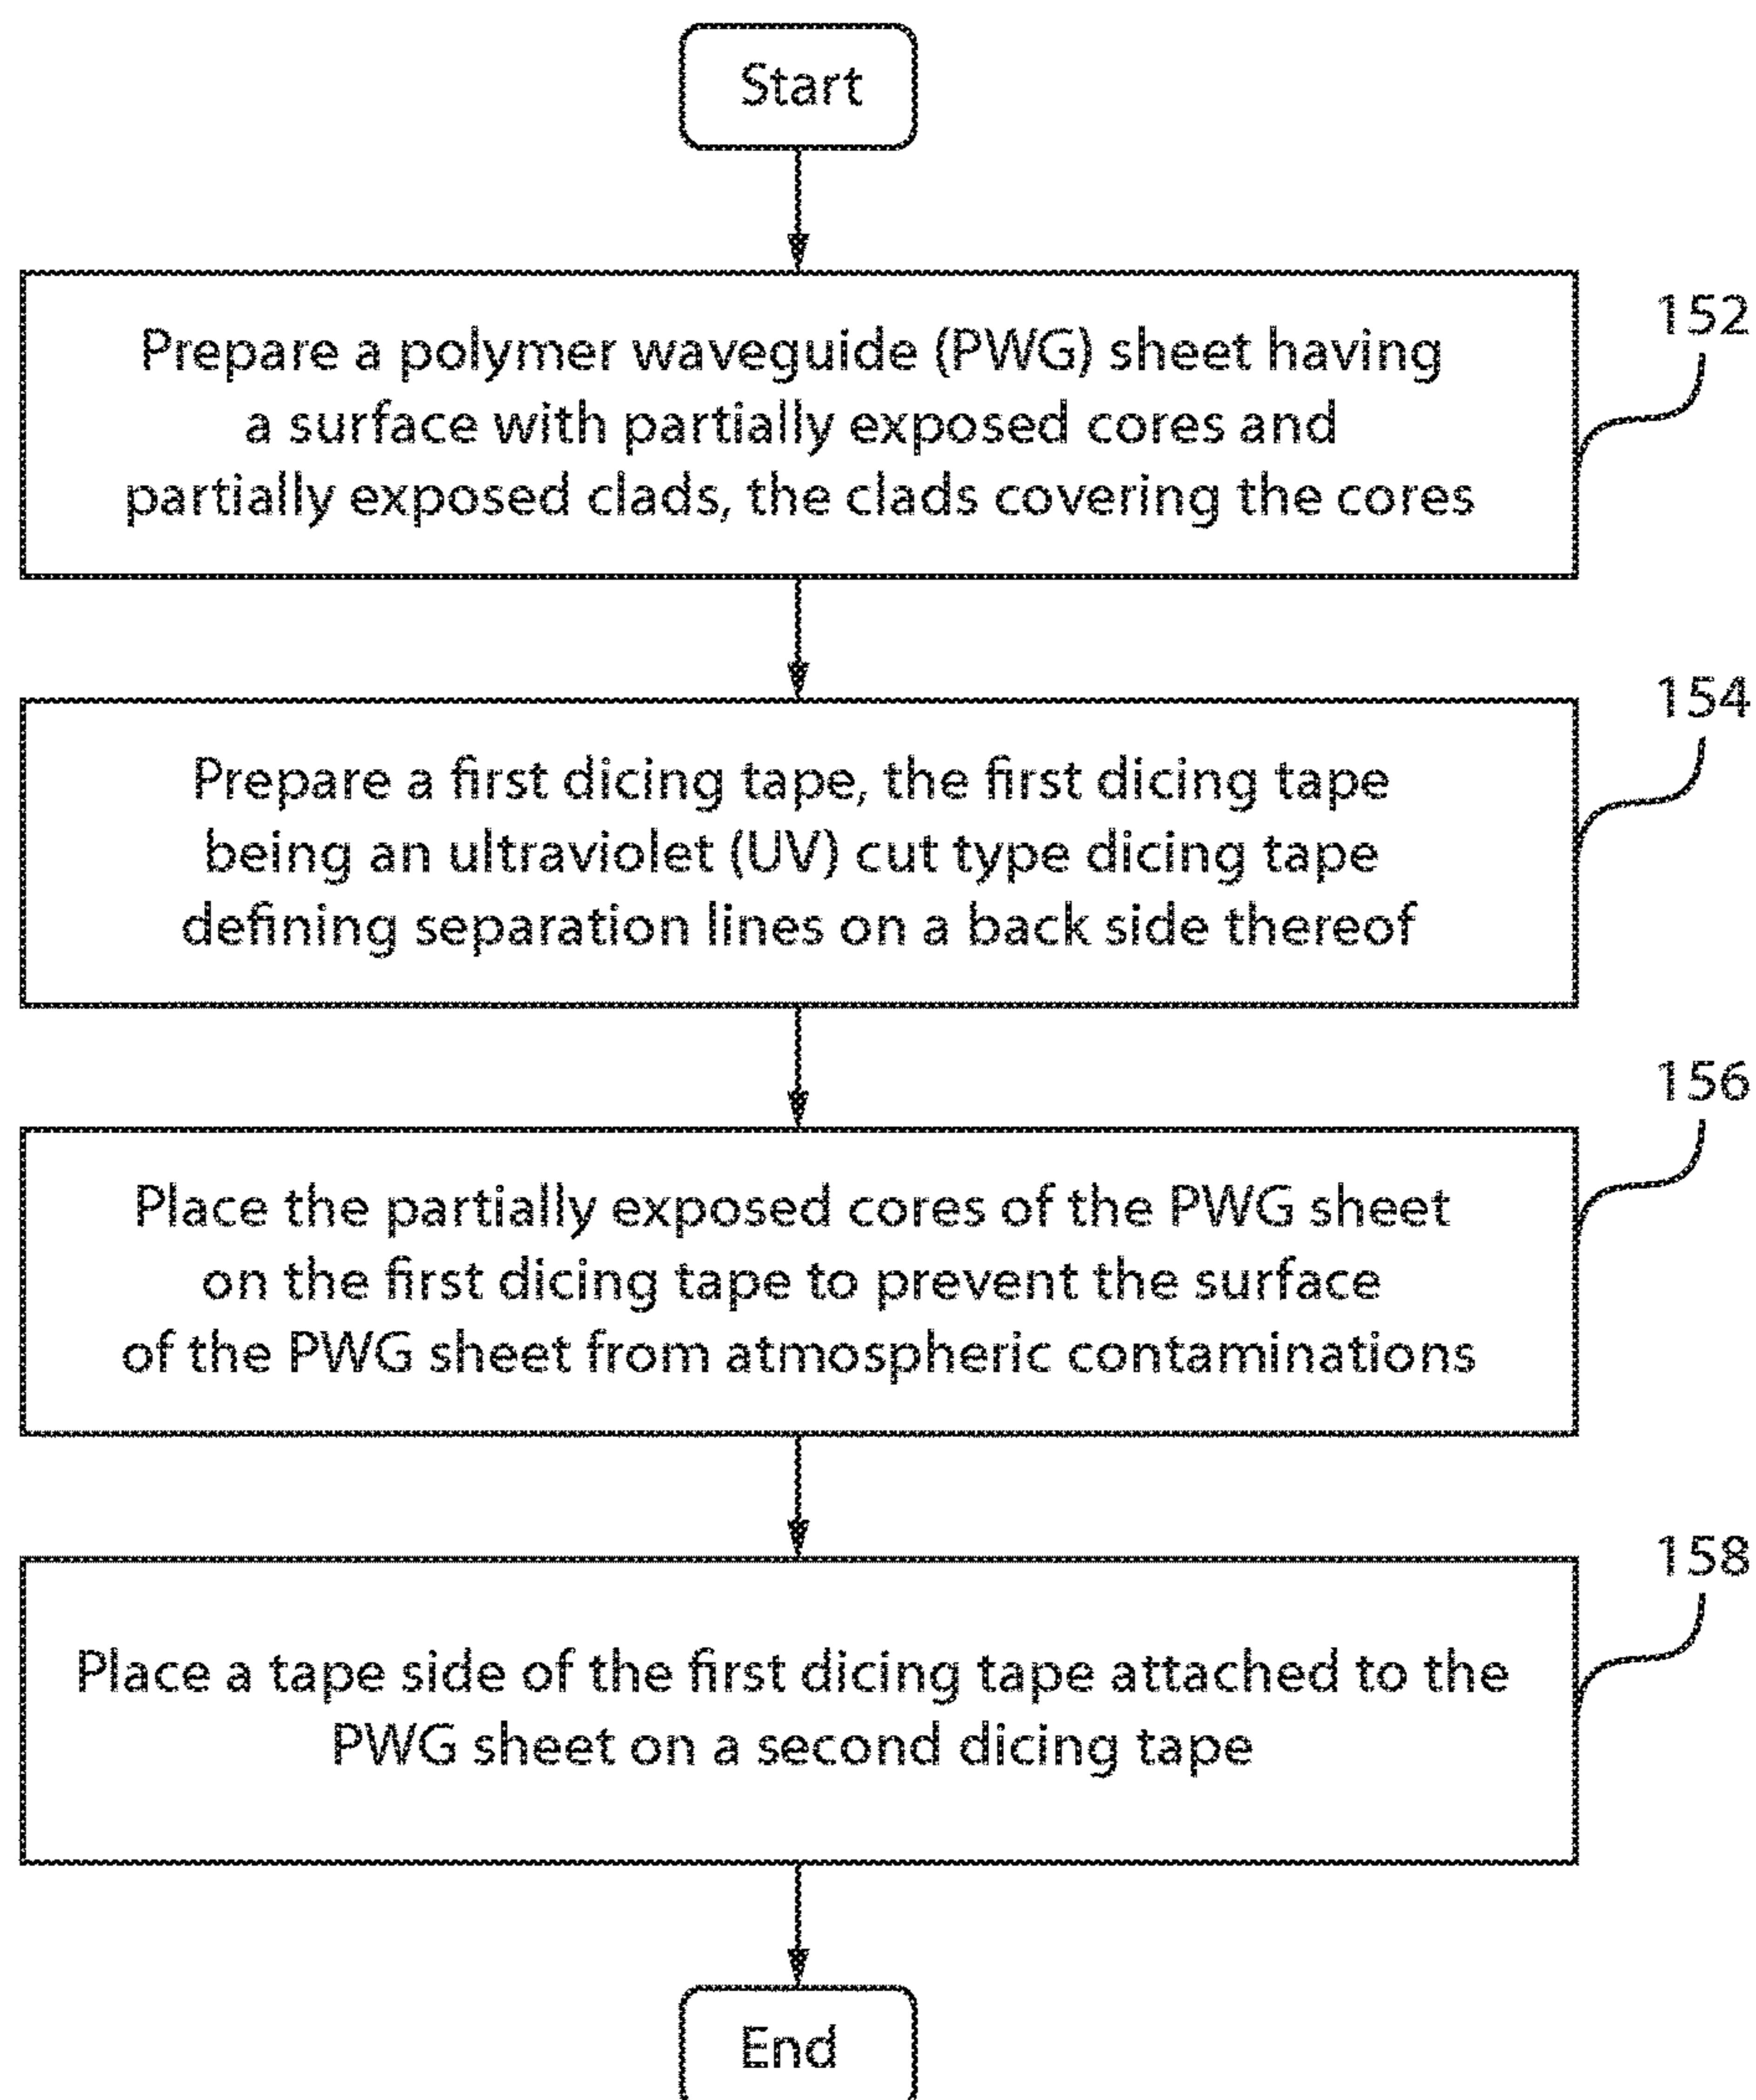 Start
152
Prepare a polymer waveguide (PWG) sheet having
a surface with partially exposed cores and
partially exposed clads, the clads covering the cores
154
Prepare a first dicing tape, the first dicing tape
being an ultraviolet (UV) cut type dicing tape
defining separation lines on a back side thereof
156
Place the partially exposed cores of the PWG sheet
on the first dicing tape to prevent the surface
of the PWG sheet from atmospheric contaminations
158
Place a tape side of the first dicing tape attached to the
PWG sheet on a second dicing tape
End